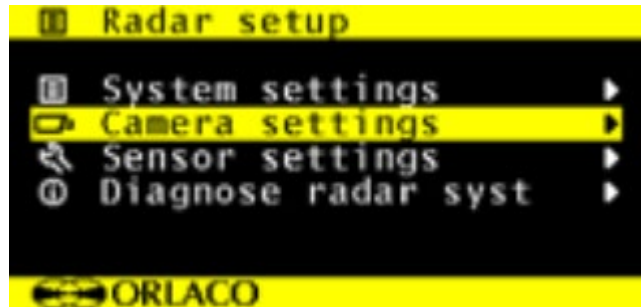 Radar setup
System settings
Camera settings
Sensor settings
Diagnose radar syst
ORLACO